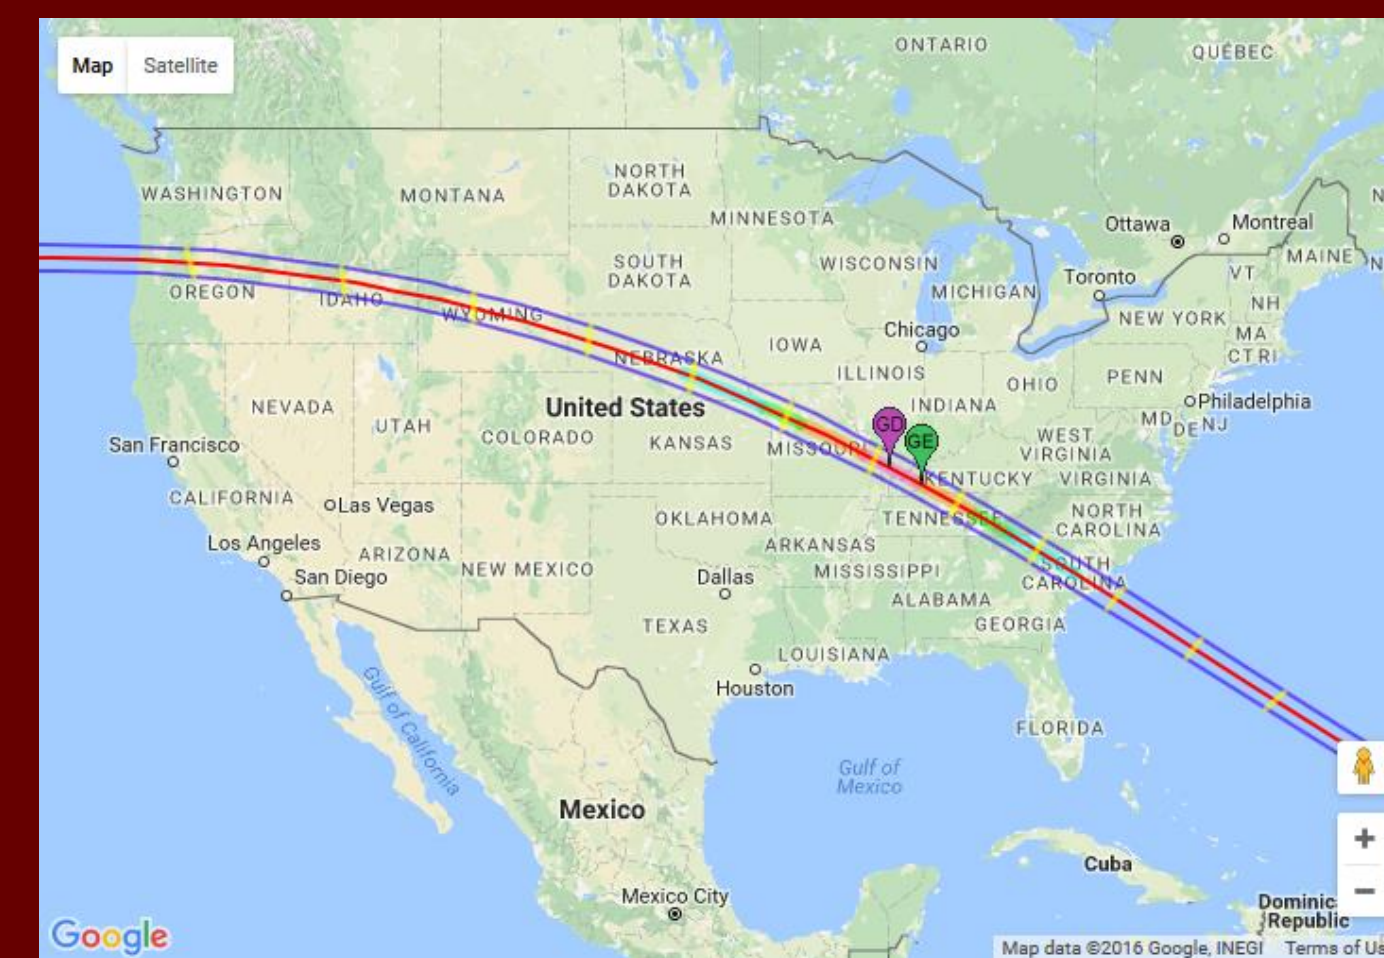 Map Satellite
ONTARIO
QUÉBEC
WASHINGTON
MONTANA
NORTH
DAKOTA
MINNESOTA
Ottawa
Montreal
N
SOUTH
DAKOTA
WISCONSIN
MICHIGAN
Toronto
VT
MAINE
N
OREGON
IDAHO
WYOMING
NH
NEW YORK
MA
CT RI
Chicago
NEBRASKA
IOWA
ILLINOIS
OHIO
PENN
NEVADA
UTAH
United States
INDIANA
Philadelphia
MD
DE
NJ
San Francisco
COLORADO
KANSAS
MISSOURI
GD
GE
WEST
VIRGINIA
KENTUCKY
VIRGINIA
CALIFORNIA
Las Vegas
OKLAHOMA
TENNESSEE
NORTH
CAROLINA
Los Angeles
ARIZONA
NEW MEXICO
ARKANSAS
San Diego
Dallas
MISSISSIPPI
SOUTH
CAROLINA
ALABAMA
TEXAS
GEORGIA
LOUISIANA
Houston
Gulf of California
FLORIDA
Gulf of
Mexico
Mexico
Cuba
Mexico City
Dominic
Republic
Google
Map data ©2016 Google, INEGI Terms of Us